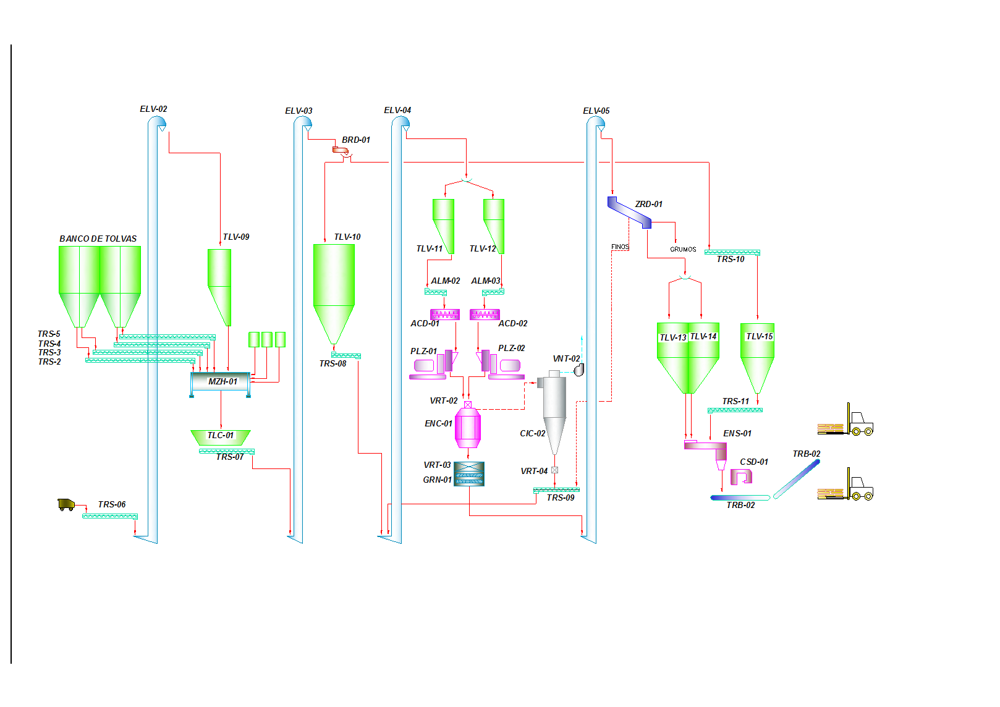 ELV-02
ELV-03
ELV-04
ELV-05
BRD-01
ZRD-01
BANCO DE TOLVAS
TLV-09
TLV-10
TLV-11
TLV-12
FINOS
GRUMOS
TRS-10
ALM-02
ALM-03
ACD-01
ACD-02
TRS-5
TRS-4
TRS-3
TRS-2
TLV-13
TLV-14
TLV-15
PLZ-01
PLZ-02
TRS-08
VNT-02
MZH-01
VRT-02
TRS-11
ENC-01
CIC-02
ENS-01
TLC-01
TRS-07
VRT-03
VRT-04
CSD-01
TRB-02
GRN-01
TRS-09
TRS-06
TRB-02